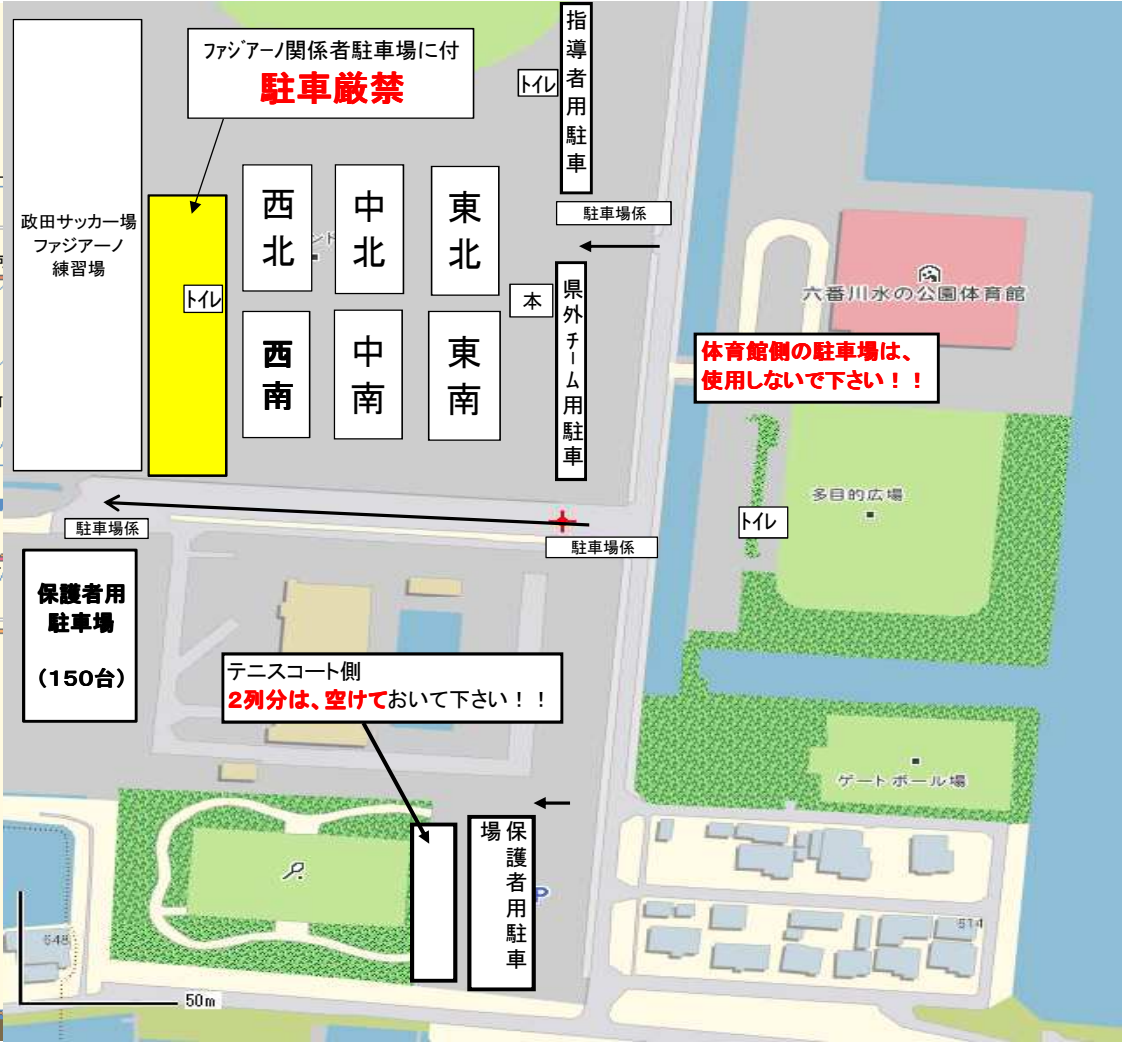 ファジアーノ関係者駐車場に付
駐車厳禁
指導者用駐車
トイレ
政田サッカー場
ファジアーノ
練習場
西北
中北
東北
駐車場係
トイレ
本
県外チーム用駐車
西南
中南
東南
六番川水の公園体育館
体育館側の駐車場は、
使用しないで下さい！！
多目的広場
トイレ
駐車場係
駐車場係
保護者用
駐車場
（150台）
テニスコート側
2列分は、空けておいて下さい！！
ゲートボール場
保護者用駐車
場
P
648
614
50m